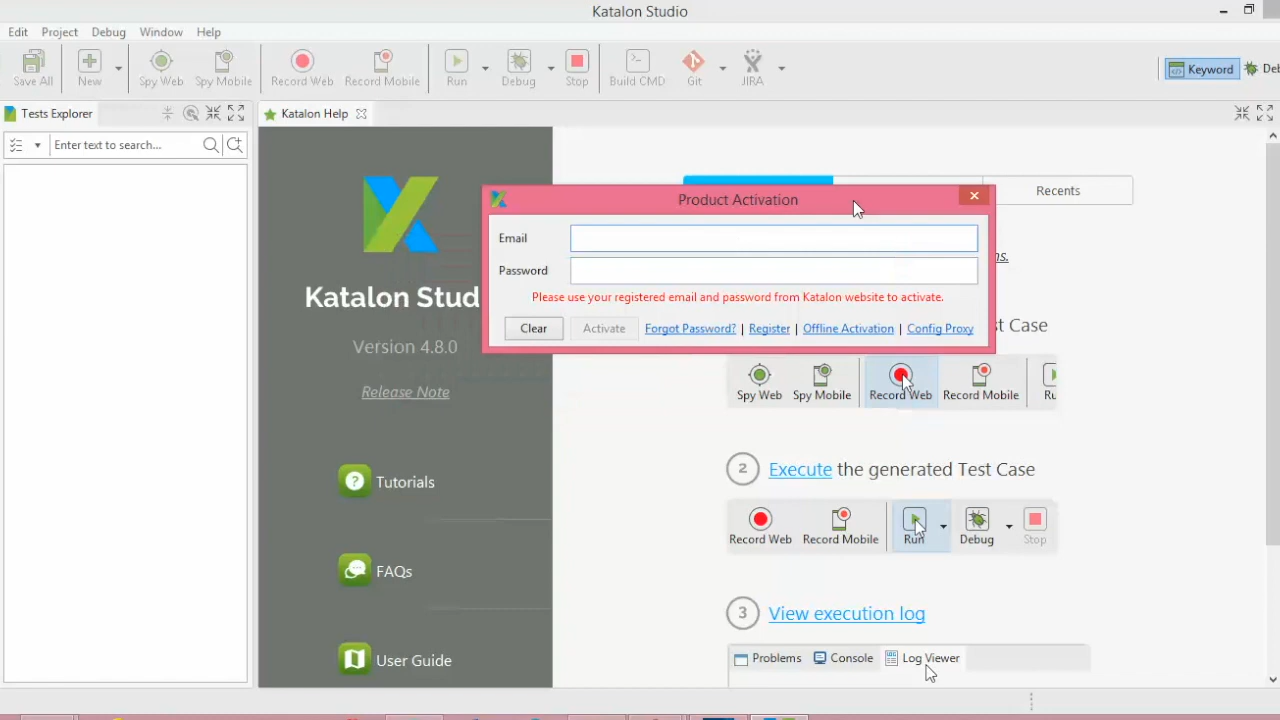 Katalon Studio
Edit Project Debug Window Help
Save All New Spy Web Spy Mobile Record Web Record Mobile Run Debug Stop Build CMD Git JIRA Keyword
Tests Explorer
Katalon Help
Enter text to search...
Recents
Product Activation
Email
Password
Please use your registered email and password from Katalon website to activate.
Clear Activate Forgot Password? | Register | Offline Activation | Config Proxy
Katalon Stud
Version 4.8.0
Release Note
Tutorials
FAQs
User Guide
ns.
t Case
Spy Web Spy Mobile Record Web Record Mobile Ru
2 Execute the generated Test Case
Record Web Record Mobile Run Debug Stop
3 View execution log
Problems Console Log Viewer